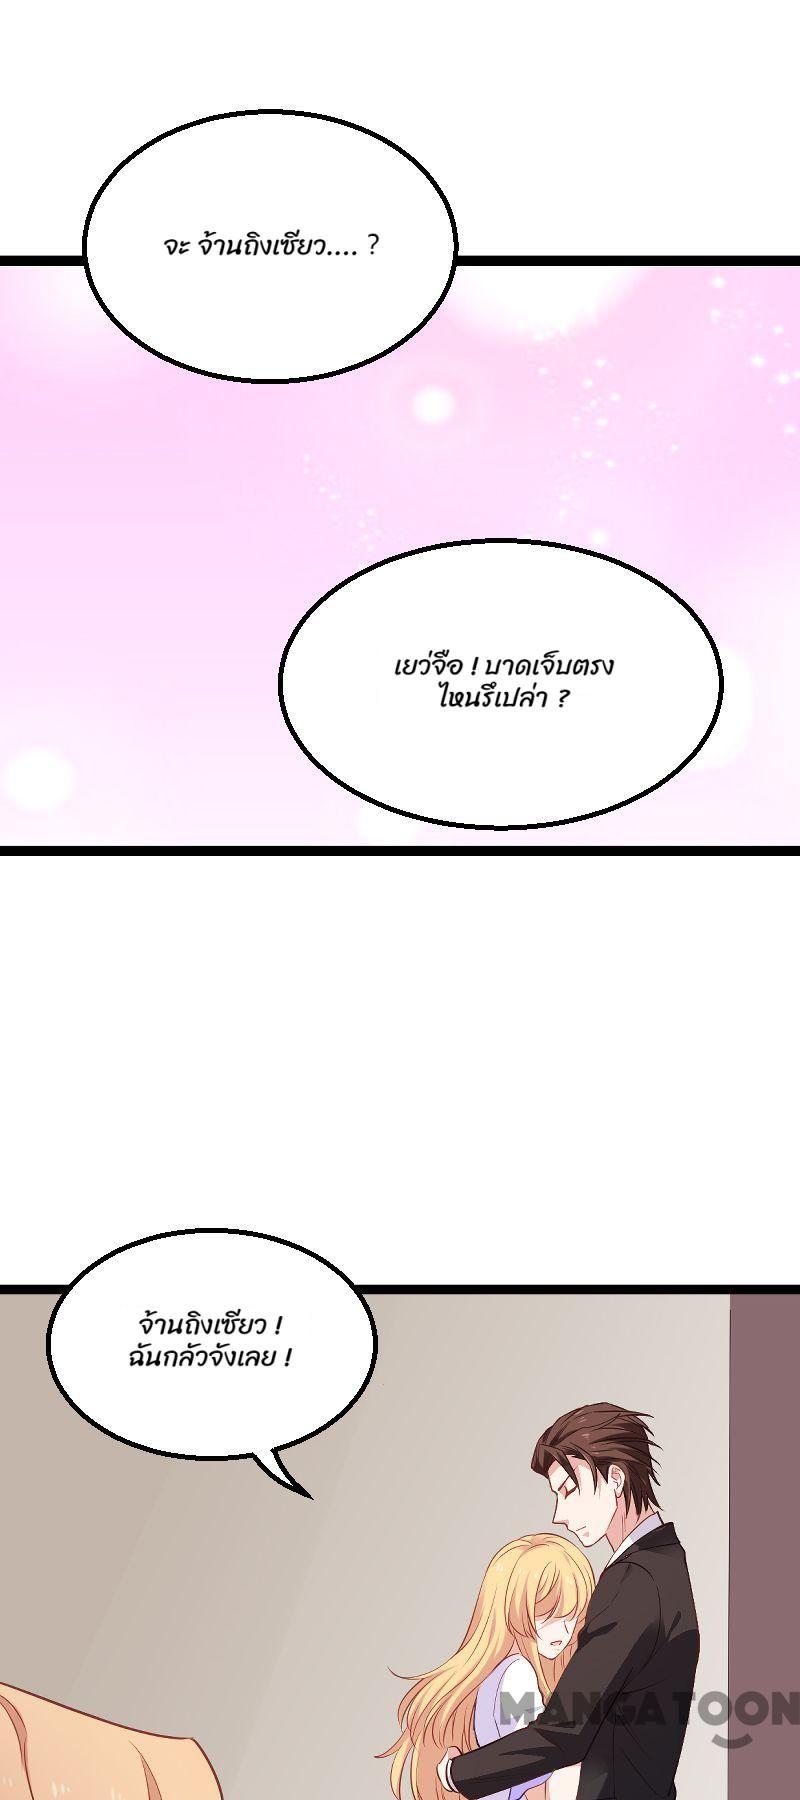 จะ จ้านถิงเซียว.... ?
เยว่จือ ! บาดเจ็บตรง
ไหนรึเปล่า ?
จ้านถิงเซียว !
ฉันกลัวจังเลย !
MANGATOON